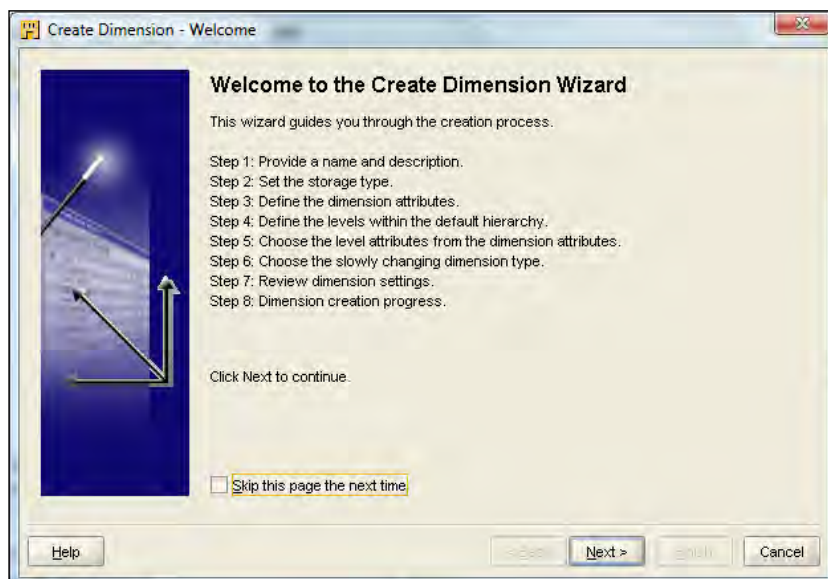 Create Dimension - Welcome
Welcome to the Create Dimension Wizard
This wizard guides you through the creation process.
Step 1: Provide a name and description.
Step 2: Set the storage type.
Step 3: Define the dimension attributes.
Step 4: Define the levels within the default hierarchy.
Step 5: Choose the level attributes from the dimension attributes.
Step 6: Choose the slowly changing dimension type.
Step 7: Review dimension settings.
Step 8: Dimension creation progress.
Click Next to continue.
Skip this page the next time
Help
Next >
Cancel